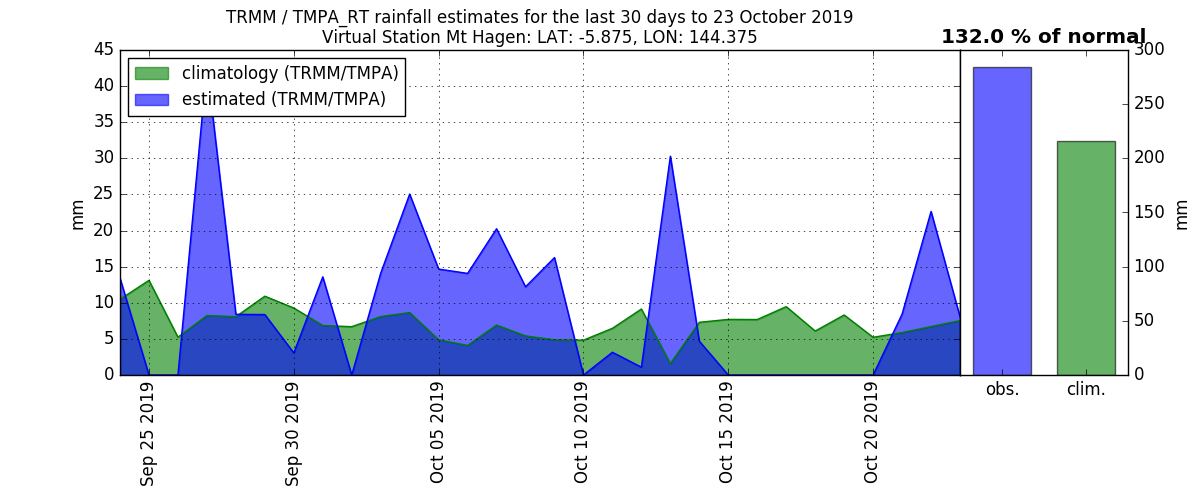 TRMM / TMPA_RT rainfall estimates for the last 30 days to 23 October 2019
Virtual Station Mt Hagen: LAT: -5.875, LON: 144.375
132.0 % of normal
climatology (TRMM/TMPA)
estimated (TRMM/TMPA)
45
40
35
30
25
20
15
10
5
0
mm
Sep 25 2019
Sep 30 2019
Oct 05 2019
Oct 10 2019
Oct 15 2019
Oct 20 2019
300
250
200
150
100
50
0
mm
obs.
clim.